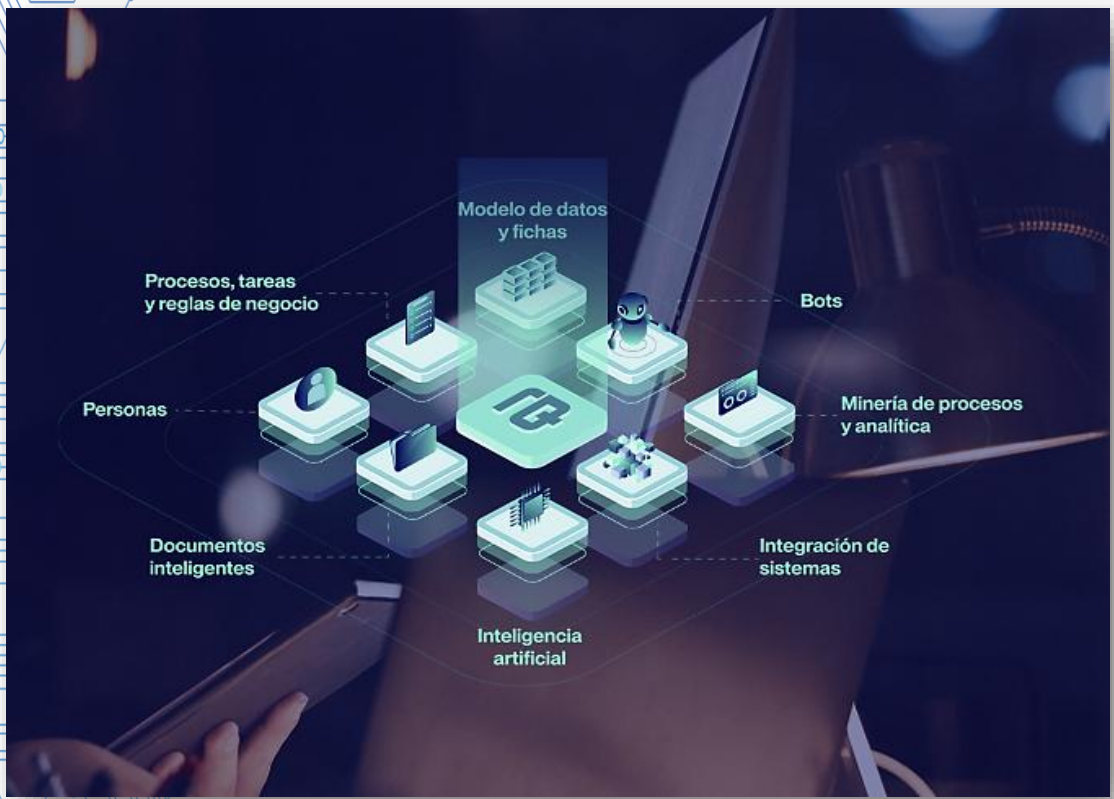 Modelo de datos
y fichas
Procesos, tareas
y reglas de negocio
Bots
Personas
Minería de procesos
y analítica
Documentos
inteligentes
Integración de
sistemas
Inteligencia
artificial